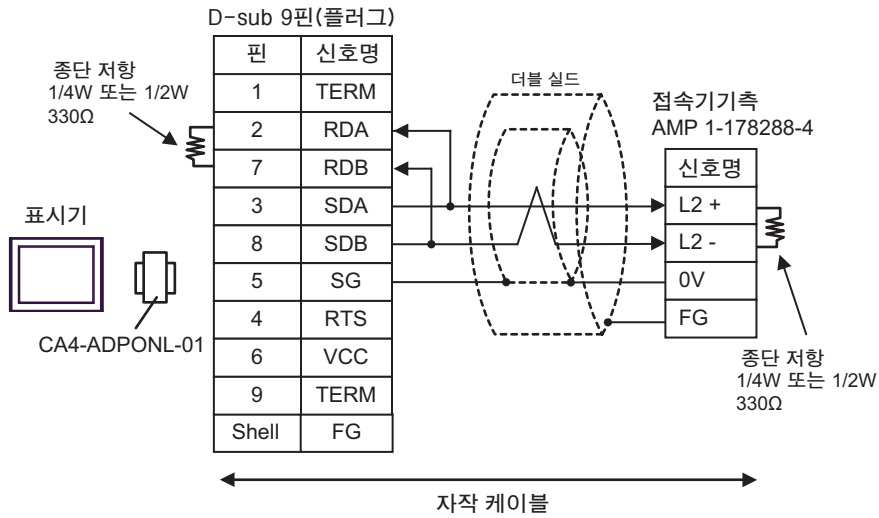 D-sub 9핀(플러그)
핀 신호명
1 TERM
2 RDA
7 RDB
3 SDA
8 SDB
5 SG
4 RTS
6 VCC
9 TERM
Shell FG
종단 저항
1/4W 또는 1/2W
330Ω
표시기
CA4-ADPONL-01
더블 실드
접속기기측
AMP 1-178288-4
신호명
L2 +
L2 -
0V
FG
종단 저항
1/4W 또는 1/2W
330Ω
자작 케이블